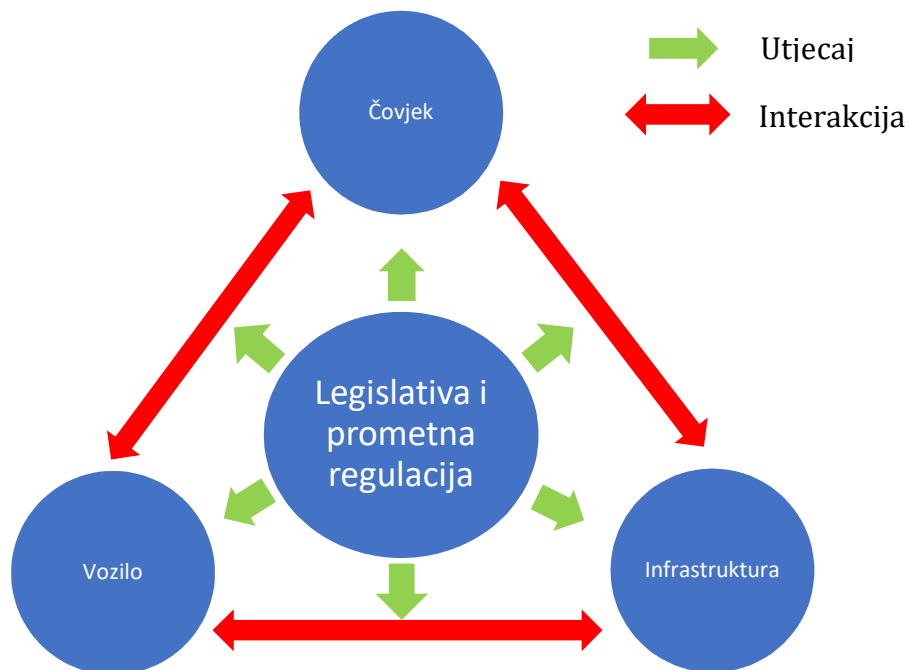 Utjecaj
Čovjek
Interakcija
Legislativa i
prometna
regulacija
Vozilo
Infrastruktura